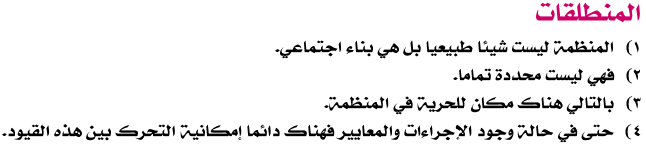 المنطلقات
١) المنظمة ليست شيئا طبيعيا بل هي بناء اجتماعي.
٢) فهي ليست محددة تماما.
٣) بالتالي هناك مكان للحرية في المنظمة.
٤) حتى في حالة وجود الإجراءات والمعايير فهناك دائما إمكانية التحرك بين هذه القيود.